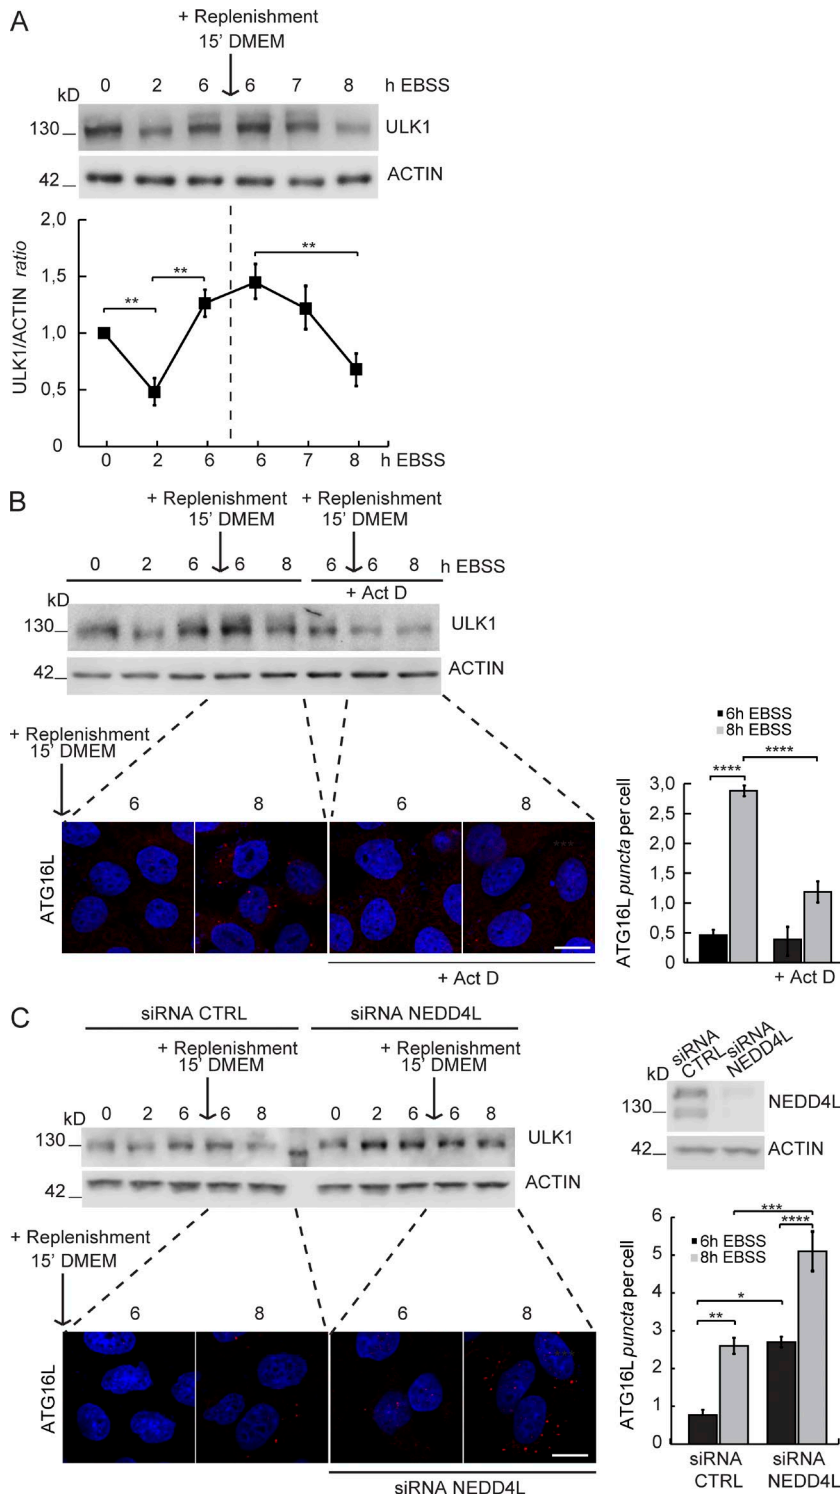 A
+ Replenishment
15' DMEM
0 2 6 6 7 8 h EBSS
kD
130 ULK1
42 ACTIN
2,0
1,5
1,0
0,5
0
ULK1/ACTIN ratio
** ** **
0 2 6 6 7 8 h EBSS
B
+ Replenishment + Replenishment
15' DMEM 15' DMEM
0 2 6 6 8 6 6 8 h EBSS
+ Act D
kD
130 ULK1
42 ACTIN
+ Replenishment
15' DMEM
6 8 6 8
ATG16L
+ Act D
6h EBSS
8h EBSS
**** ****
3,0
2,5
2,0
1,5
1,0
0,5
0
ATG16L puncta per cell
+ Act D
C
siRNA CTRL siRNA NEDD4L
+ Replenishment + Replenishment
15' DMEM 15' DMEM
0 2 6 6 8 0 2 6 6 8
kD
130 ULK1
42 ACTIN
+ Replenishment
15' DMEM
6 8 6 8
ATG16L
siRNA NEDD4L
siRNA CTRL
siRNA NEDD4L
kD
130 NEDD4L
42 ACTIN
6h EBSS
8h EBSS
***
****
*
**
6
5
4
3
2
1
0
ATG16L puncta per cell
siRNA siRNA
CTRL NEDD4L